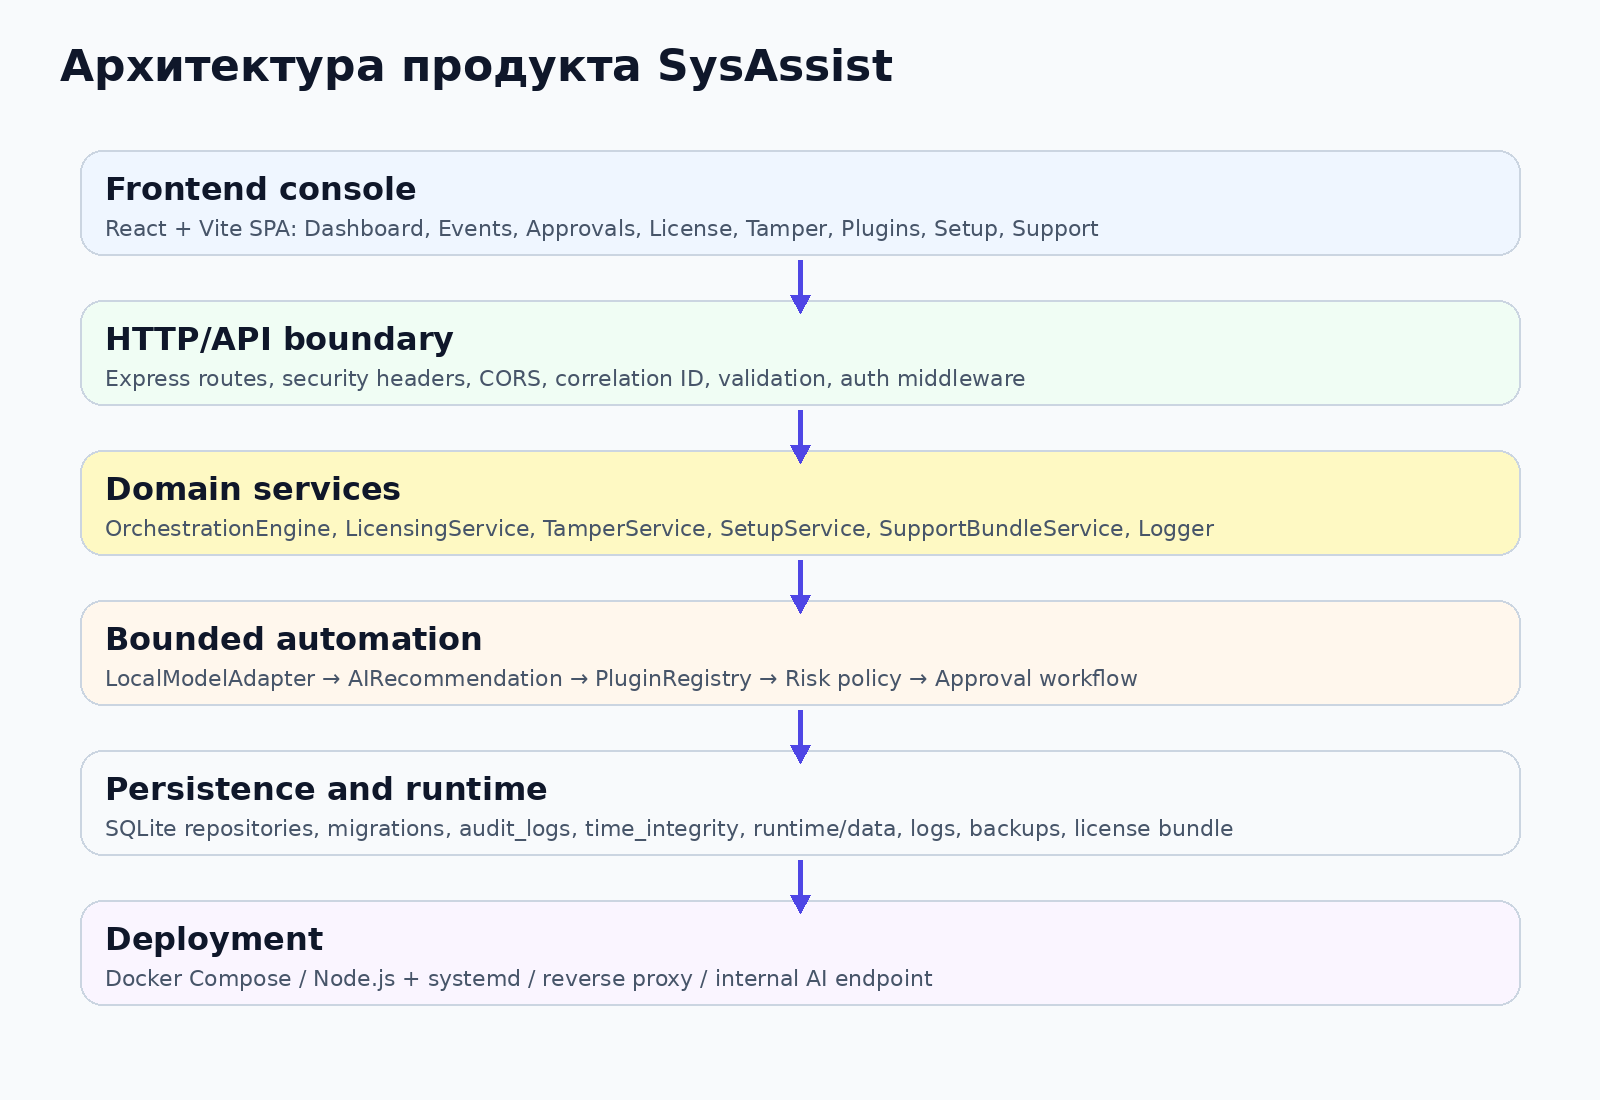 Архитектура продукта SysAssist
Frontend console
React + Vite SPA: Dashboard, Events, Approvals, License, Tamper, Plugins, Setup, Support
HTTP/API boundary
Express routes, security headers, CORS, correlation ID, validation, auth middleware
Domain services
OrchestrationEngine, LicensingService, TamperService, SetupService, SupportBundleService, Logger
Bounded automation
LocalModelAdapter → AIRecommendation → PluginRegistry → Risk policy → Approval workflow
Persistence and runtime
SQLite repositories, migrations, audit_logs, time_integrity, runtime/data, logs, backups, license bundle
Deployment
Docker Compose / Node.js + systemd / reverse proxy / internal AI endpoint